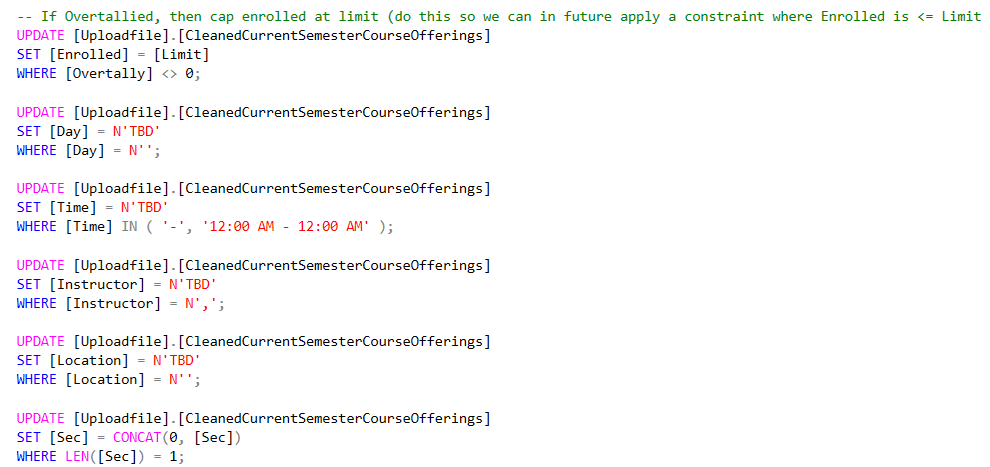 -- If Overtallied, then cap enrolled at limit (do this so we can in future apply a constraint where Enrolled is <= Limit
UPDATE [Uploadfile].[CleanedCurrentSemesterCourseOfferings]
SET [Enrolled] = [Limit]
WHERE [Overtally] <> 0;
UPDATE [Uploadfile].[CleanedCurrentSemesterCourseOfferings]
SET [Day] = N'TBD'
WHERE [Day] = N'';
UPDATE [Uploadfile].[CleanedCurrentSemesterCourseOfferings]
SET [Time] = N'TBD'
WHERE [Time] IN ( '-', '12:00 AM - 12:00 AM' );
UPDATE [Uploadfile].[CleanedCurrentSemesterCourseOfferings]
SET [Instructor] = N'TBD'
WHERE [Instructor] = N',';
UPDATE [Uploadfile].[CleanedCurrentSemesterCourseOfferings]
SET [Location] = N'TBD'
WHERE [Location] = N'';
UPDATE [Uploadfile].[CleanedCurrentSemesterCourseOfferings]
SET [Sec] = CONCAT(0, [Sec])
WHERE LEN([Sec]) = 1;